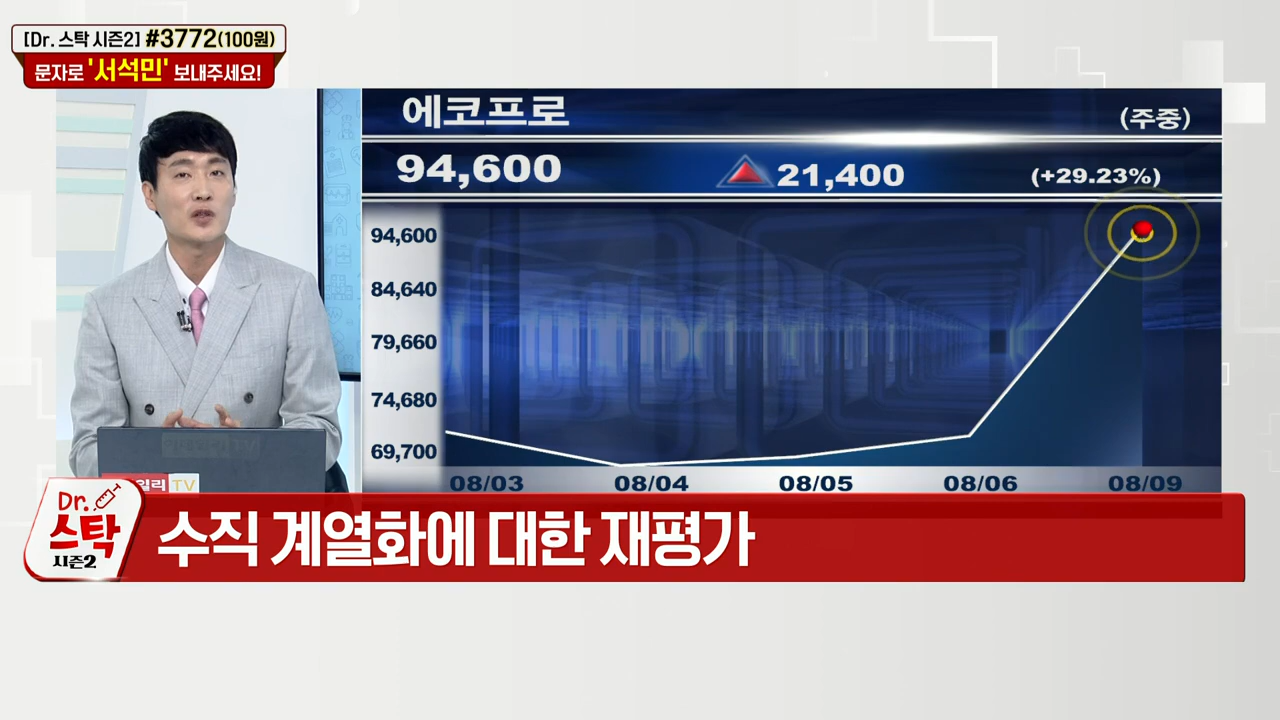 [Dr. 스탁 시즌2] #3772(100원)
문자로 '서석민' 보내주세요!
에코프로
(주중)
94,600
21,400
(+29.23%)
94,600
84,640
79,660
74,680
69,700
08/03
08/04
08/05
08/06
08/09
일리 TV
Dr.
스탁
시즌2
수직 계열화에 대한 재평가